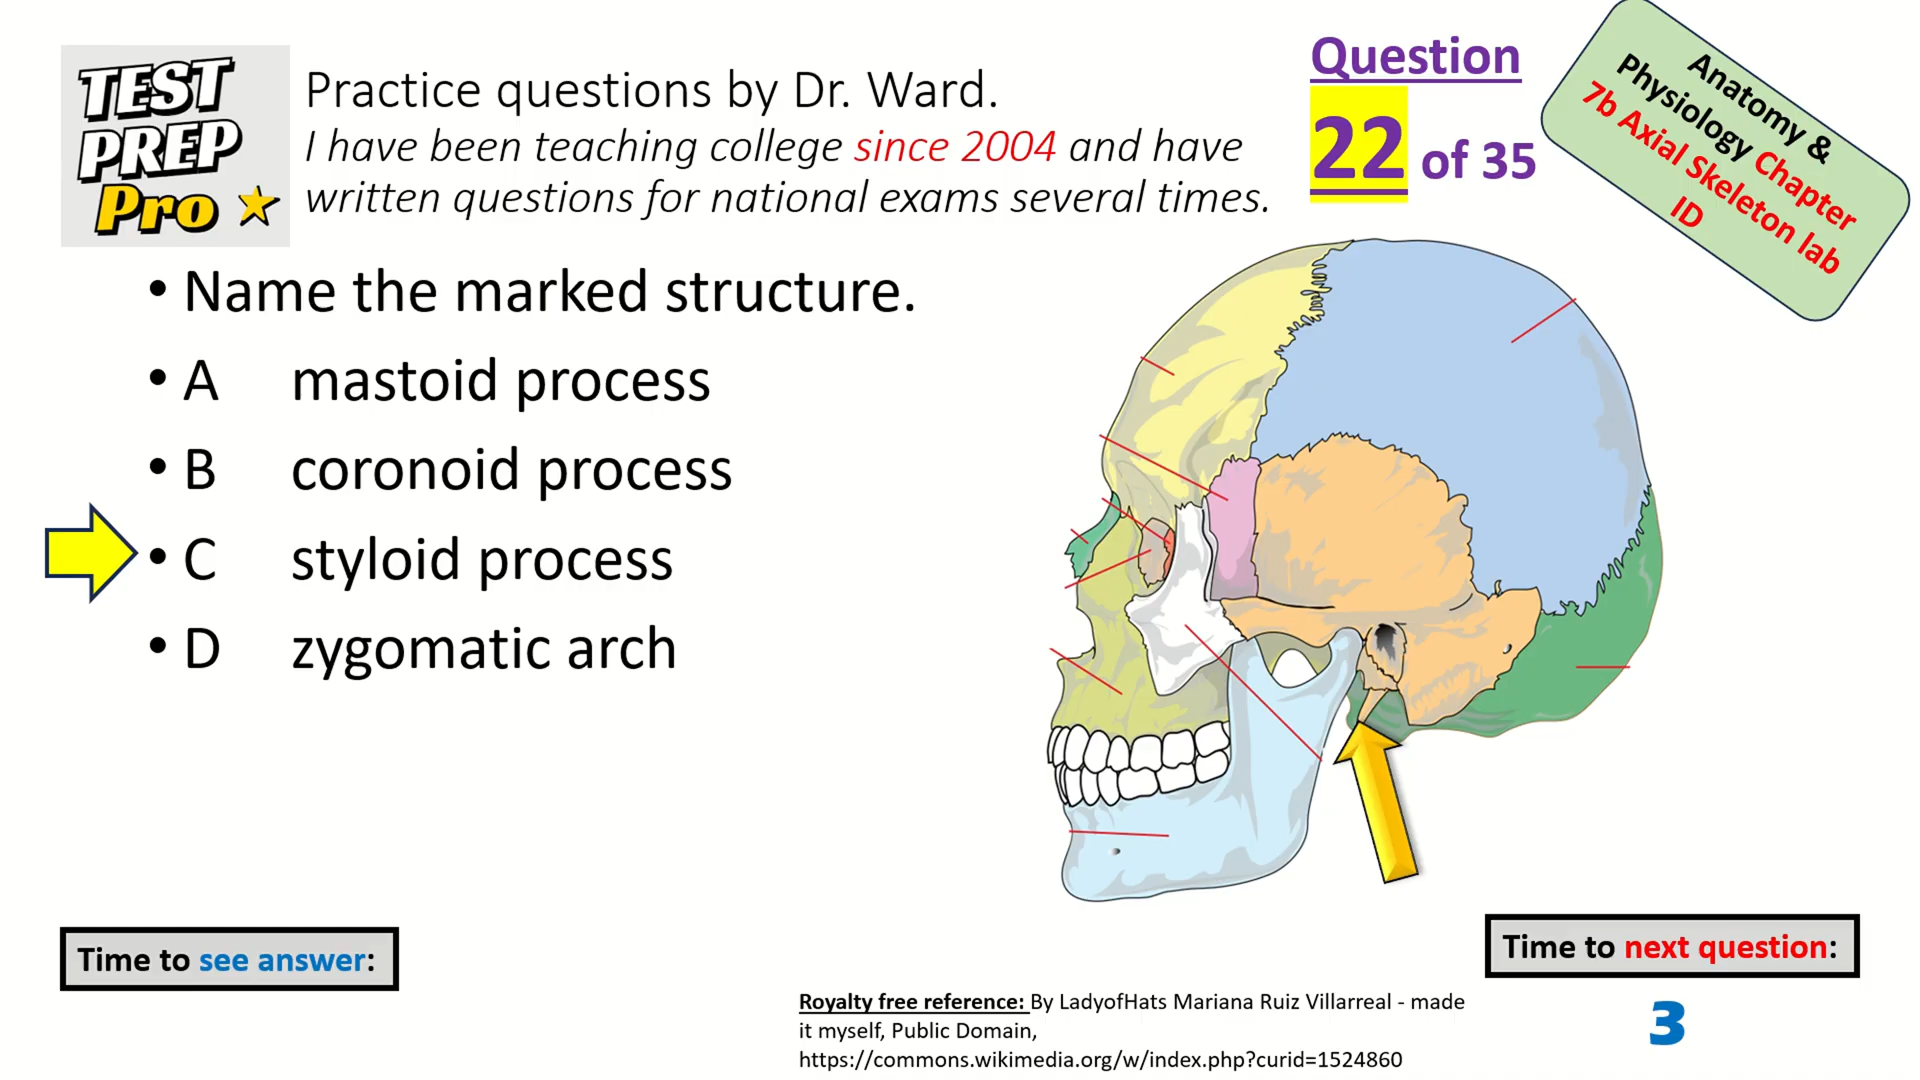 TEST
PREP
Pro
Practice questions by Dr. Ward.
I have been teaching college since 2004 and have
written questions for national exams several times.
Question
22 of 35
Anatomy &
Physiology Chapter
7b Axial Skeleton lab
ID
• Name the marked structure.
• A mastoid process
• B coronoid process
• C styloid process
• D zygomatic arch
Time to see answer:
Time to next question:
3
Royalty free reference: By LadyofHats Mariana Ruiz Villarreal - made
it myself, Public Domain,
https://commons.wikimedia.org/w/index.php?curid=1524860